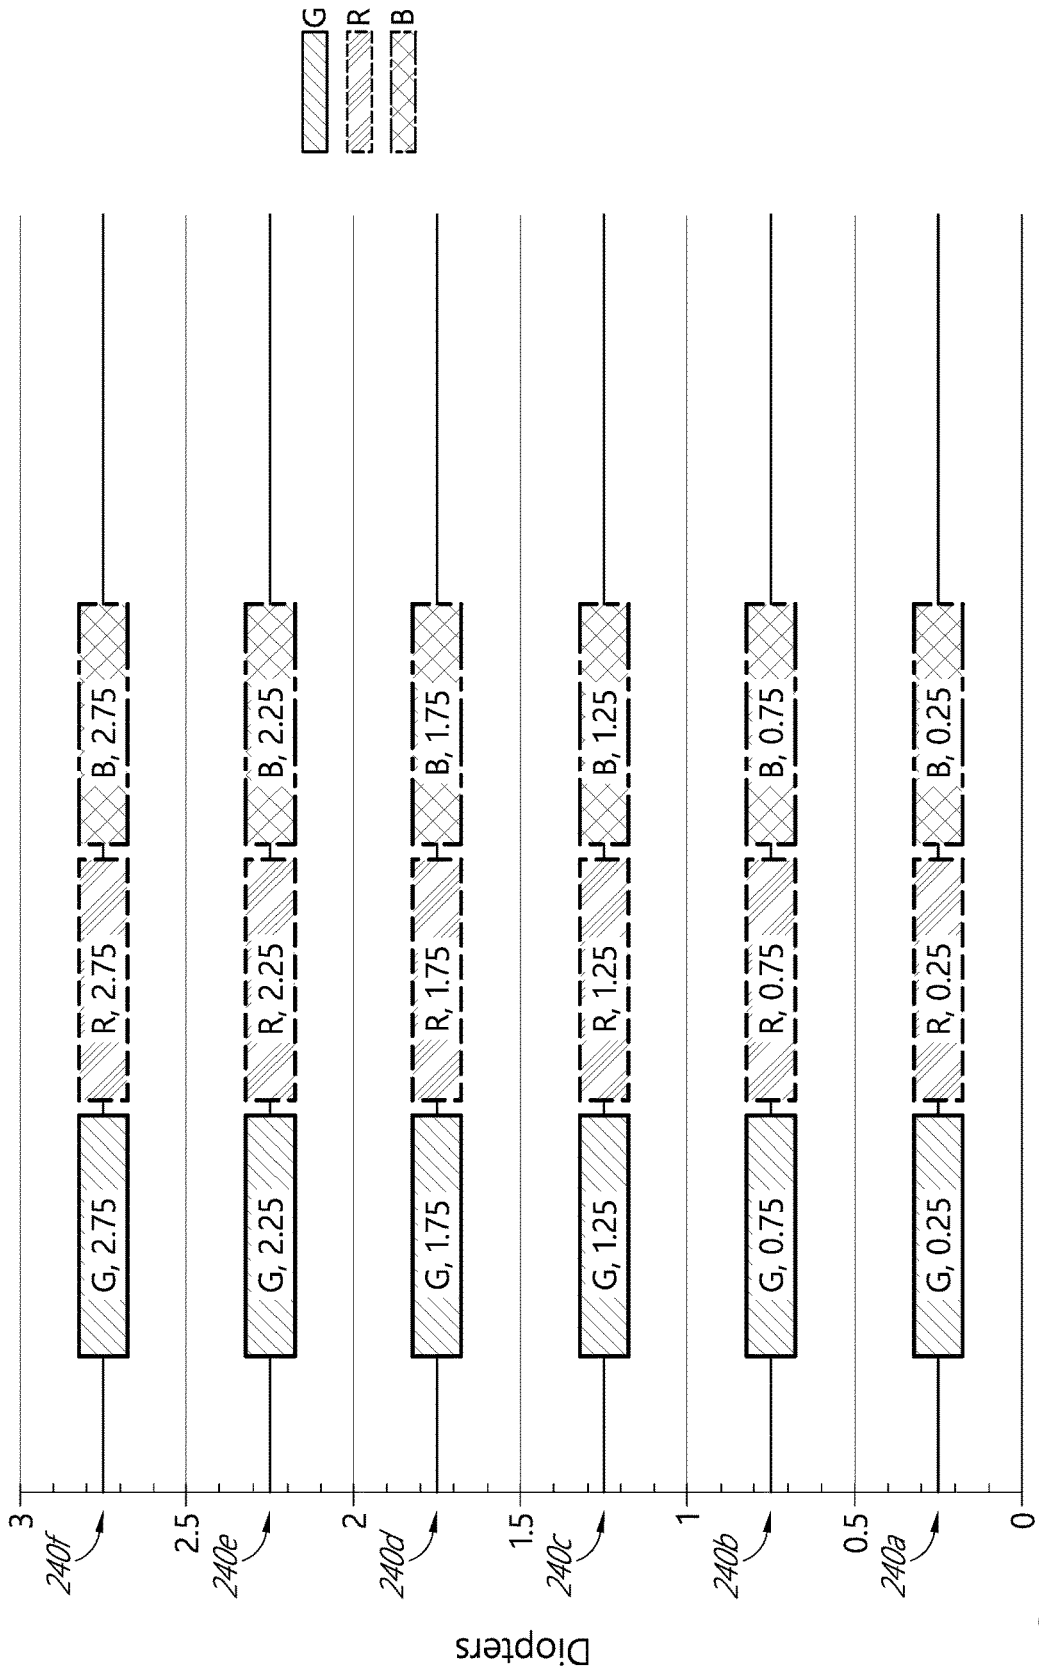 Diopters
3
2.5
2
1.5
1
0.5
0
240f
240e
240d
240c
240b
240a
G, 2.75 R, 2.75 B, 2.75
G, 2.25 R, 2.25 B, 2.25
G, 1.75 R, 1.75 B, 1.75
G, 1.25 R, 1.25 B, 1.25
G, 0.75 R, 0.75 B, 0.75
G, 0.25 R, 0.25 B, 0.25
G
R
B